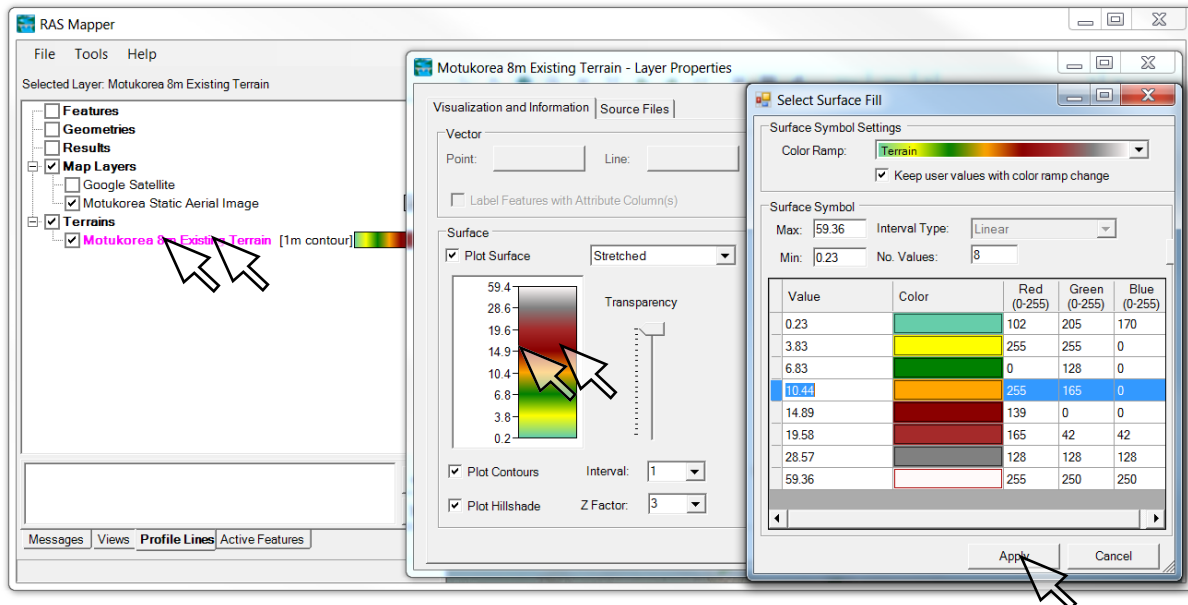 RAS Mapper
File Tools Help
Selected Layer: Motukorea 8m Existing Terrain
Features
Geometries
Results
Map Layers
Google Satellite
Motukorea Static Aerial Image
Terrains
Motukorea 8m Existing Terrain [1m contour]
Messages Views Profile Lines Active Features
Motukorea 8m Existing Terrain - Layer Properties
Visualization and Information Source Files
Vector
Point: Line:
Label Features with Attribute Column(s)
Surface
Plot Surface Stretched
Transparency
59.4
28.6
19.6
14.9
10.4
6.8
3.8
0.2
Plot Contours Interval: 1
Plot Hillshade Z Factor: 3
Select Surface Fill
Surface Symbol Settings
Color Ramp: Terrain
Keep user values with color ramp change
Surface Symbol
Max: 59.36 Interval Type: Linear
Min: 0.23 No. Values: 8
Value Color Red (0-255) Green (0-255) Blue (0-255)
0.23 102 205 170
3.83 255 255 0
6.83 0 128 0
10.44 255 165 0
14.89 139 0 0
19.58 165 42 42
28.57 128 128 128
59.36 255 250 250
Apply Cancel